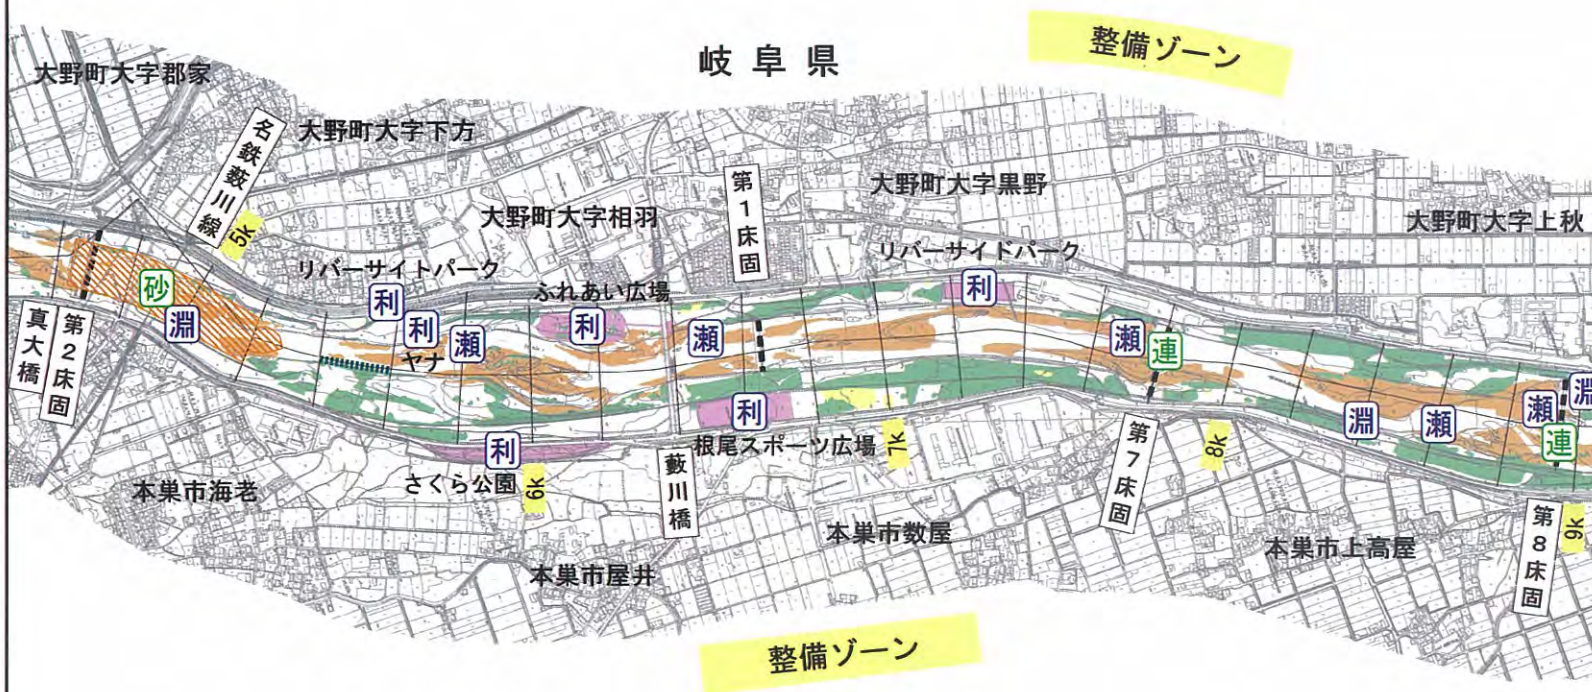 整備ゾーン
岐阜県
大野町大字郡家
名鉄薮川線
5k
大野町大字下方
大野町大字相羽
第1床固
大野町大字黒野
大野町大字上秋
リバーサイトパーク
ふれあい広場
リバーサイドパーク
砂
淵
利
利
瀬
ヤナ
利
瀬
利
瀬
連
淵
瀬
瀬
淵
連
利
利
真大橋
第2床固
さくら公園
6k
藪川橋
根尾スポーツ広場
7k
第7床固
8k
第8床固
9k
本巣市海老
本巣市屋井
本巣市数屋
本巣市上高屋
整備ゾーン